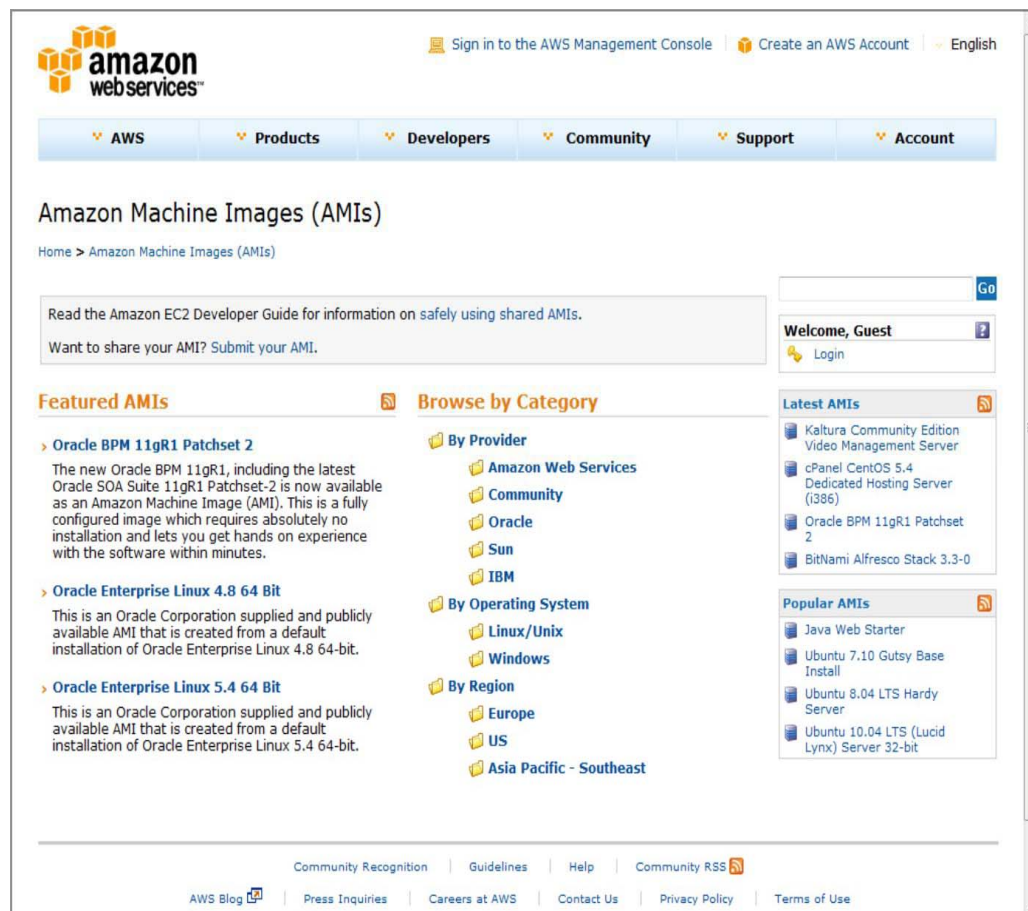 amazon
web services™
Sign in to the AWS Management Console
Create an AWS Account
English
AWS
Products
Developers
Community
Support
Account
Amazon Machine Images (AMIs)
Home > Amazon Machine Images (AMIs)
Go
Read the Amazon EC2 Developer Guide for information on safely using shared AMIs.
Want to share your AMI? Submit your AMI.
Welcome, Guest
?
Login
Featured AMIs
Oracle BPM 11gR1 Patchset 2
The new Oracle BPM 11gR1, including the latest
Oracle SOA Suite 11gR1 Patchset-2 is now available
as an Amazon Machine Image (AMI). This is a fully
configured image which requires absolutely no
installation and lets you get hands on experience
with the software within minutes.
Oracle Enterprise Linux 4.8 64 Bit
This is an Oracle Corporation supplied and publicly
available AMI that is created from a default
installation of Oracle Enterprise Linux 4.8 64-bit.
Oracle Enterprise Linux 5.4 64 Bit
This is an Oracle Corporation supplied and publicly
available AMI that is created from a default
installation of Oracle Enterprise Linux 5.4 64-bit.
Browse by Category
By Provider
Amazon Web Services
Community
Oracle
Sun
IBM
By Operating System
Linux/Unix
Windows
By Region
Europe
US
Asia Pacific - Southeast
Latest AMIs
Kaltura Community Edition
Video Management Server
cPanel CentOS 5.4
Dedicated Hosting Server
(i386)
Oracle BPM 11gR1 Patchset
2
BitNami Alfresco Stack 3.3-0
Popular AMIs
Java Web Starter
Ubuntu 7.10 Gutsy Base
Install
Ubuntu 8.04 LTS Hardy
Server
Ubuntu 10.04 LTS (Lucid
Lynx) Server 32-bit
Community Recognition
Guidelines
Help
Community RSS
AWS Blog
Press Inquiries
Careers at AWS
Contact Us
Privacy Policy
Terms of Use